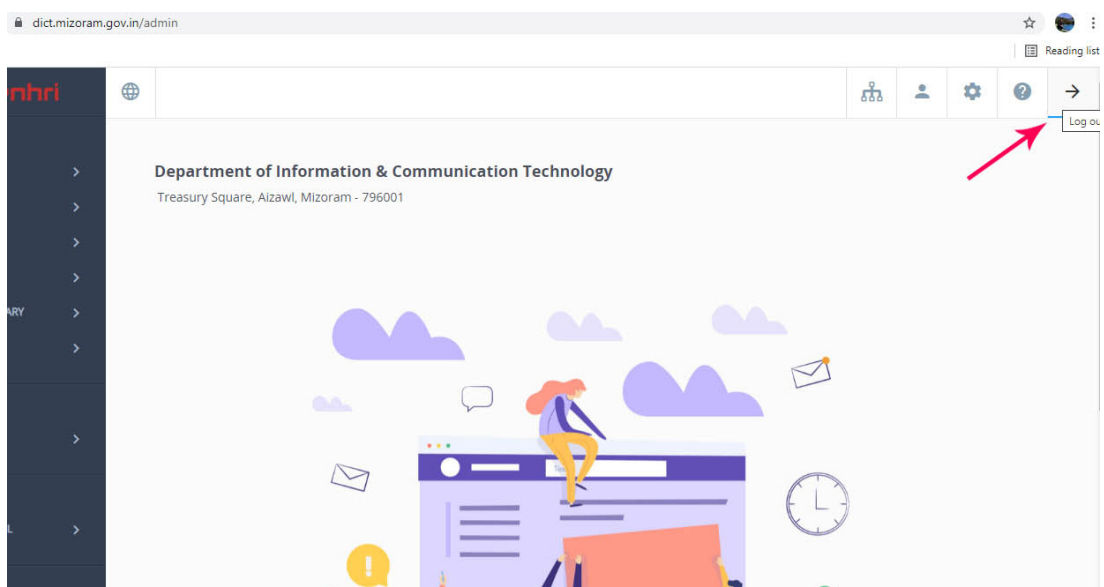 dict.mizoram.gov.in/admin
Reading list
nhri
Log ou
Department of Information & Communication Technology
Treasury Square, Aizawl, Mizoram - 796001
ARY
L